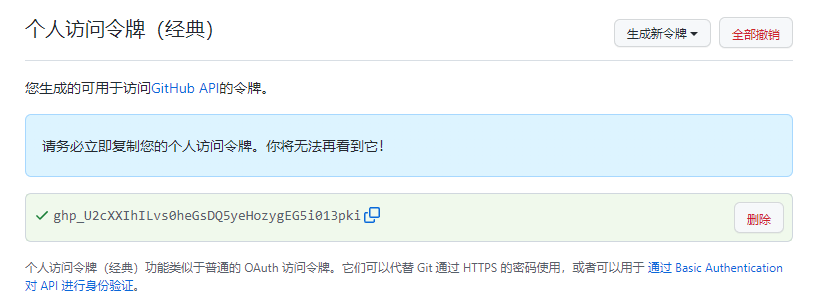 个人访问令牌（经典）
生成新令牌
全部撤销
您生成的可用于访问GitHub API的令牌。
请务必立即复制您的个人访问令牌。你将无法再看到它！
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
删除
个人访问令牌（经典）功能类似于普通的 OAuth 访问令牌。它们可以代替 Git 通过 HTTPS 的密码使用，或者可以用于 通过 Basic Authentication
对 API 进行身份验证。